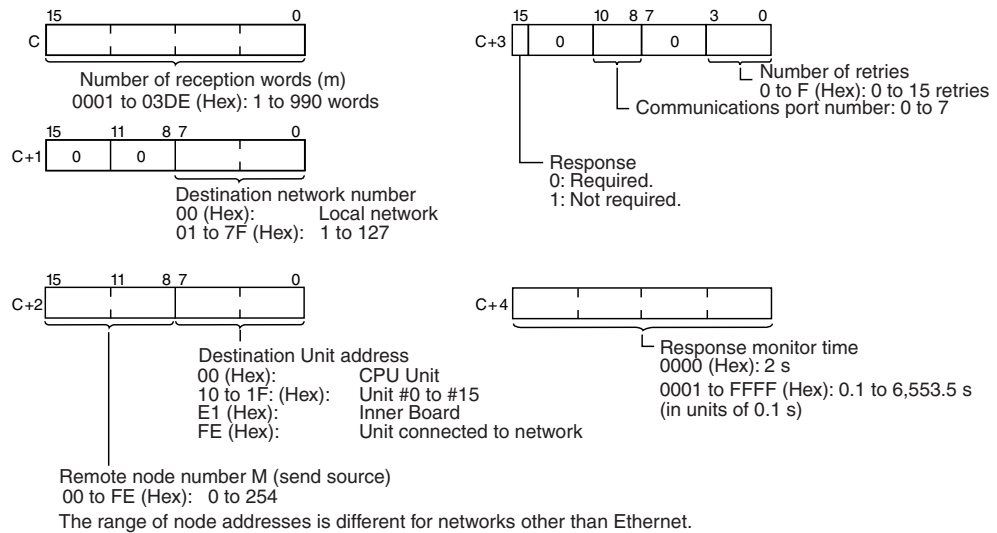 15 0
C
Number of reception words (m)
0001 to 03DE (Hex): 1 to 990 words
15 11 8 7 0
C+1 0 0
Destination network number
00 (Hex): Local network
01 to 7F (Hex): 1 to 127
15 11 8 7 0
C+2
Destination Unit address
00 (Hex): CPU Unit
10 to 1F: (Hex): Unit #0 to #15
E1 (Hex): Inner Board
FE (Hex): Unit connected to network
Remote node number M (send source)
00 to FE (Hex): 0 to 254
The range of node addresses is different for networks other than Ethernet.
15 10 8 7 3 0
C+3 0 0
Number of retries
0 to F (Hex): 0 to 15 retries
Communications port number: 0 to 7
Response
0: Required.
1: Not required.
C+4
Response monitor time
0000 (Hex): 2 s
0001 to FFFF (Hex): 0.1 to 6,553.5 s
(in units of 0.1 s)